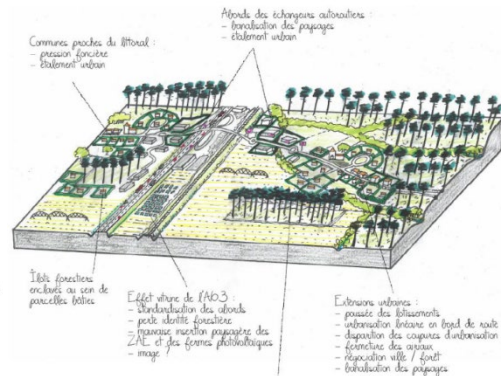 Abords des échangeurs autoroutiers :
- banalisation des paysages
- étalement urbain
Communes proches du littoral :
- pression foncière
- étalement urbain
Îlots forestiers
enclavés au sein de
parcelles bâties
Effet vitrine de l'A63 :
- standardisation des abords
- perte identité forestière
- mauvaise insertion paysagère des
ZAE et des fermes photovoltaïques
- image ?
Extensions urbaines :
- poussée des lotissements
- urbanisation linéaire en bord de route
- disparition des coupures d'urbanisation
- fermeture des airiaux
- négociation ville / forêt
- banalisation des paysages